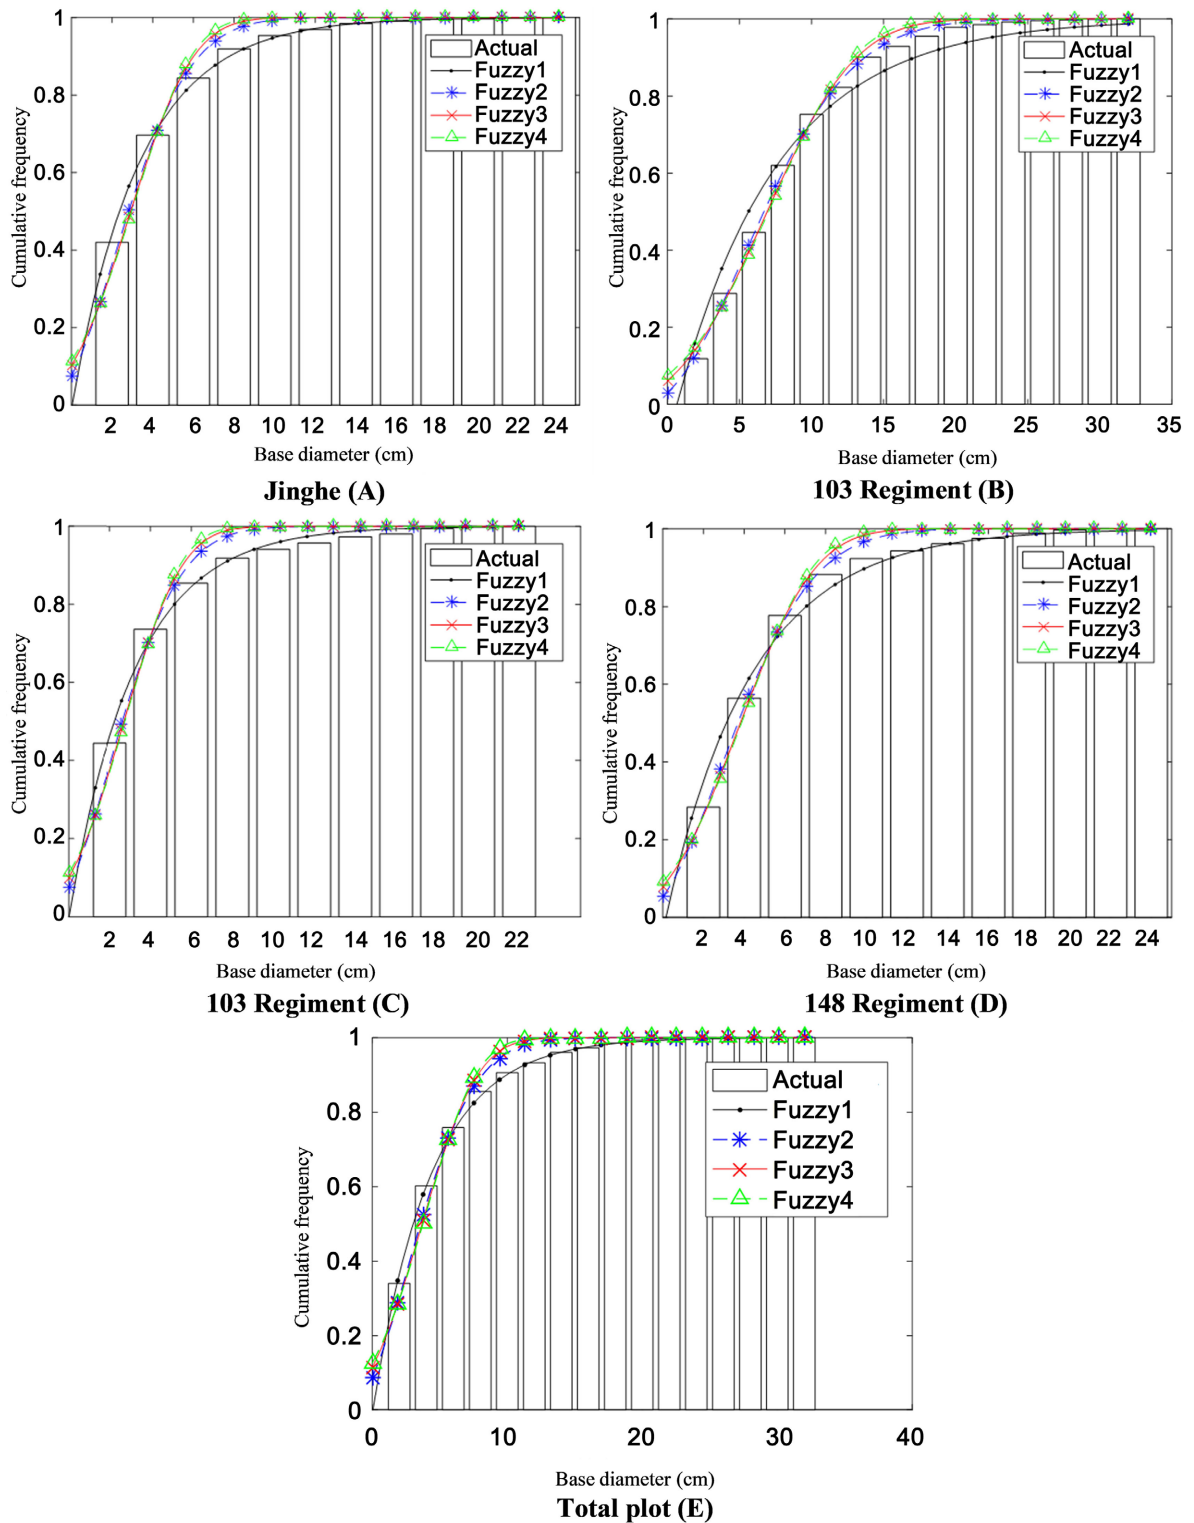 1
0.8
0.6
0.4
0.2
0
Cumulative frequency
Actual
Fuzzy1
Fuzzy2
Fuzzy3
Fuzzy4
2 4 6 8 10 12 14 16 18 20 22 24
Base diameter (cm)
Jinghe (A)
1
0.8
0.6
0.4
0.2
0
Cumulative frequency
Actual
Fuzzy1
Fuzzy2
Fuzzy3
Fuzzy4
0 5 10 15 20 25 30 35
Base diameter (cm)
103 Regiment (B)
1
0.8
0.6
0.4
0.2
0
Cumulative frequency
Actual
Fuzzy1
Fuzzy2
Fuzzy3
Fuzzy4
2 4 6 8 10 12 14 16 18 20 22
Base diameter (cm)
103 Regiment (C)
1
0.8
0.6
0.4
0.2
0
Cumulative frequency
Actual
Fuzzy1
Fuzzy2
Fuzzy3
Fuzzy4
2 4 6 8 10 12 14 16 18 20 22 24
Base diameter (cm)
148 Regiment (D)
1
0.8
0.6
0.4
0.2
0
Cumulative frequency
Actual
Fuzzy1
Fuzzy2
Fuzzy3
Fuzzy4
0 10 20 30 40
Base diameter (cm)
Total plot (E)